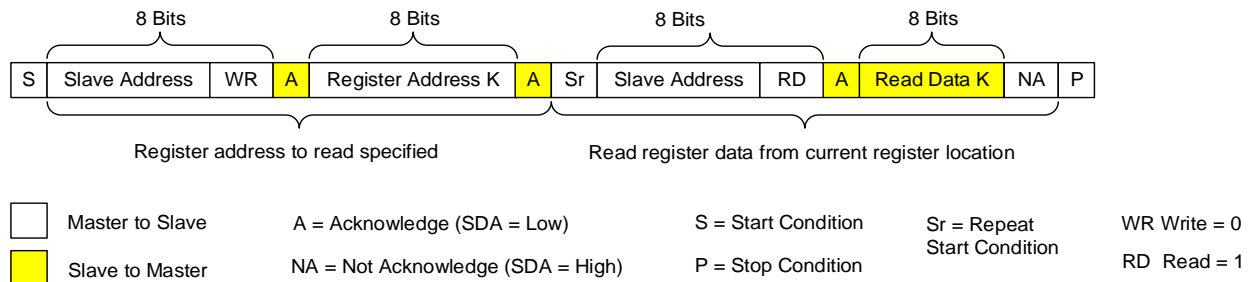 8 Bits 8 Bits 8 Bits 8 Bits
S Slave Address WR A Register Address K A Sr Slave Address RD A Read Data K NA P
Register address to read specified Read register data from current register location
Master to Slave A = Acknowledge (SDA = Low) S = Start Condition Sr = Repeat WR Write = 0
Start Condition
Slave to Master NA = Not Acknowledge (SDA = High) P = Stop Condition RD Read = 1